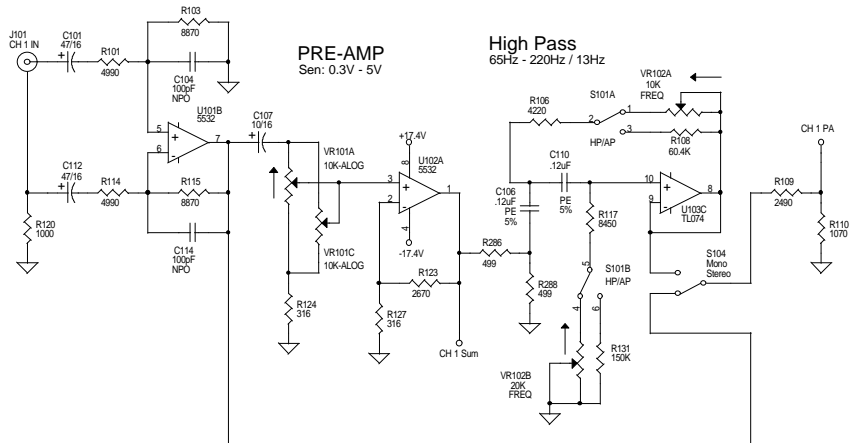 PRE-AMP
Sen: 0.3V - 5V
High Pass
65Hz - 220Hz / 13Hz
J101
CH 1 IN
C101
47/16
R101
4990
R103
8870
C104
100pF
NPO
U101B
5532
5
6
7
C112
47/16
R114
4990
R115
8870
C114
100pF
NPO
R120
1000
C107
10/16
VR101A
10K-ALOG
VR101C
10K-ALOG
R124
316
+17.4V
U102A
5532
8
3
2
1
4
-17.4V
R123
2670
R127
316
CH 1 Sum
R286
499
R288
499
C106
.12uF
PE
5%
C110
.12uF
PE
5%
R106
4220
S101A
2
1
3
HP/AP
VR102A
10K
FREQ
R108
60.4K
R117
8450
S101B
HP/AP
5
4
6
VR102B
20K
FREQ
R131
150K
10
9
8
U103C
TL074
S104
Mono
Stereo
R109
2490
CH 1 PA
R110
1070